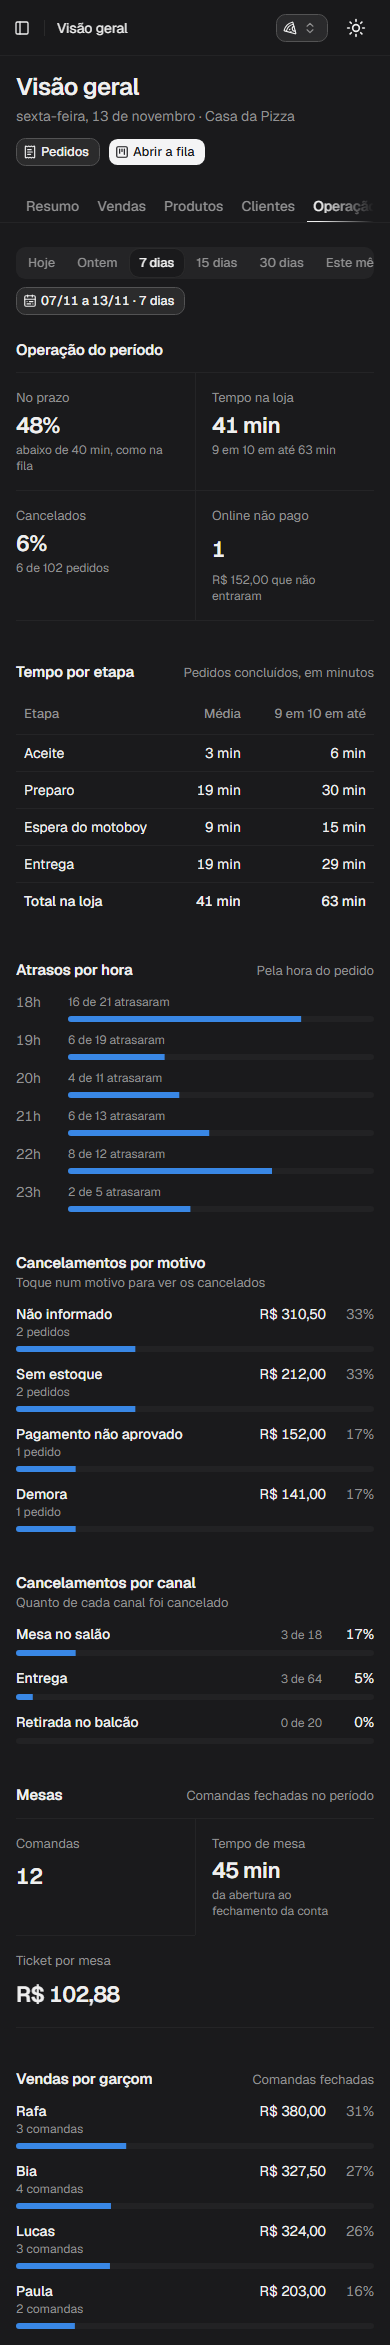 Visão geral
Visão geral
sexta-feira, 13 de novembro · Casa da Pizza
Pedidos
Abrir a fila
Resumo Vendas Produtos Clientes Operação
Hoje Ontem 7 dias 15 dias 30 dias Este mê
07/11 a 13/11 · 7 dias
Operação do período
No prazo
48%
abaixo de 40 min, como na
fila
Tempo na loja
41 min
9 em 10 em até 63 min
Cancelados
6%
6 de 102 pedidos
Online não pago
1
R$ 152,00 que não
entraram
Tempo por etapa Pedidos concluídos, em minutos
Etapa Média 9 em 10 em até
Aceite 3 min 6 min
Preparo 19 min 30 min
Espera do motoboy 9 min 15 min
Entrega 19 min 29 min
Total na loja 41 min 63 min
Atrasos por hora Pela hora do pedido
18h 16 de 21 atrasaram
19h 6 de 19 atrasaram
20h 4 de 11 atrasaram
21h 6 de 13 atrasaram
22h 8 de 12 atrasaram
23h 2 de 5 atrasaram
Cancelamentos por motivo
Toque num motivo para ver os cancelados
Não informado R$ 310,50 33%
2 pedidos
Sem estoque R$ 212,00 33%
2 pedidos
Pagamento não aprovado R$ 152,00 17%
1 pedido
Demora R$ 141,00 17%
1 pedido
Cancelamentos por canal
Quanto de cada canal foi cancelado
Mesa no salão 3 de 18 17%
Entrega 3 de 64 5%
Retirada no balcão 0 de 20 0%
Mesas Comandas fechadas no período
Comandas
12
Tempo de mesa
45 min
da abertura ao
fechamento da conta
Ticket por mesa
R$ 102,88
Vendas por garçom Comandas fechadas
Rafa R$ 380,00 31%
3 comandas
Bia R$ 327,50 27%
4 comandas
Lucas R$ 324,00 26%
3 comandas
Paula R$ 203,00 16%
2 comandas